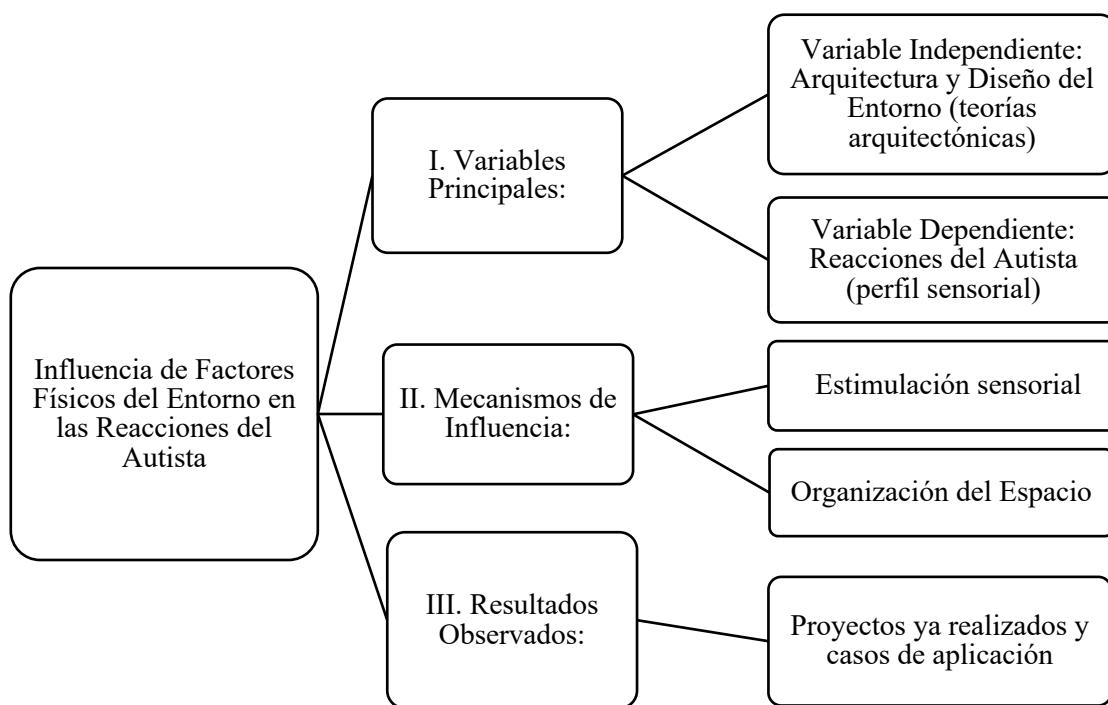 Influencia de Factores
Físicos del Entorno en
las Reacciones del
Autista
I. Variables
Principales:
Variable Independiente:
Arquitectura y Diseño del
Entorno (teorías
arquitectónicas)
Variable Dependiente:
Reacciones del Autista
(perfil sensorial)
II. Mecanismos de
Influencia:
Estimulación sensorial
Organización del Espacio
III. Resultados
Observados:
Proyectos ya realizados y
casos de aplicación